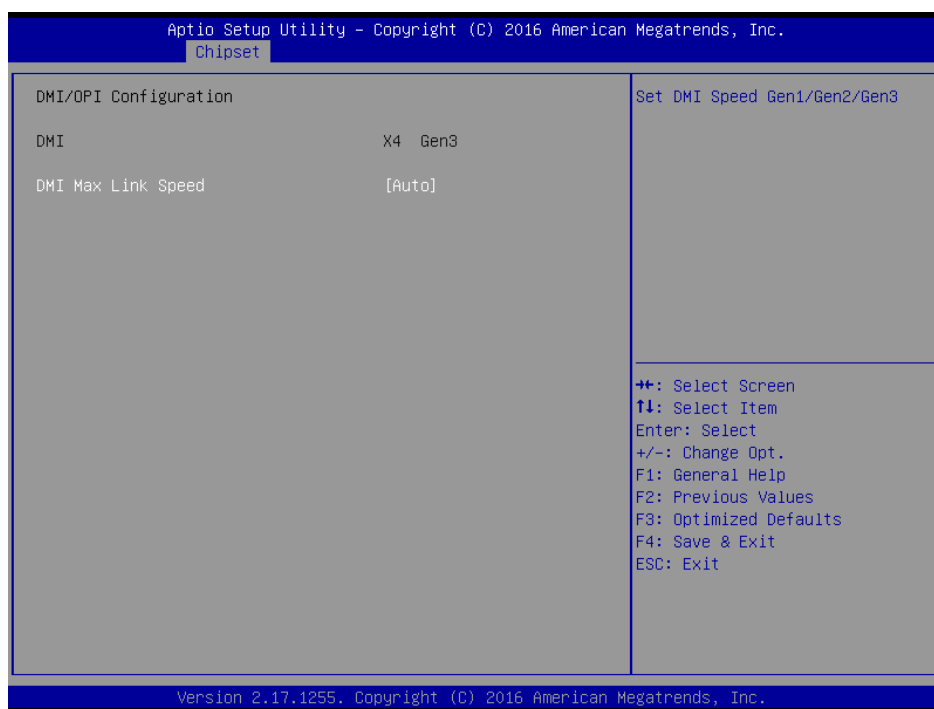 Aptio Setup Utility – Copyright (C) 2016 American Megatrends, Inc.
Chipset
DMI/OPI Configuration
DMI X4 Gen3
DMI Max Link Speed [Auto]
Set DMI Speed Gen1/Gen2/Gen3
→←: Select Screen
↑↓: Select Item
Enter: Select
+/-: Change Opt.
F1: General Help
F2: Previous Values
F3: Optimized Defaults
F4: Save & Exit
ESC: Exit
Version 2.17.1255. Copyright (C) 2016 American Megatrends, Inc.